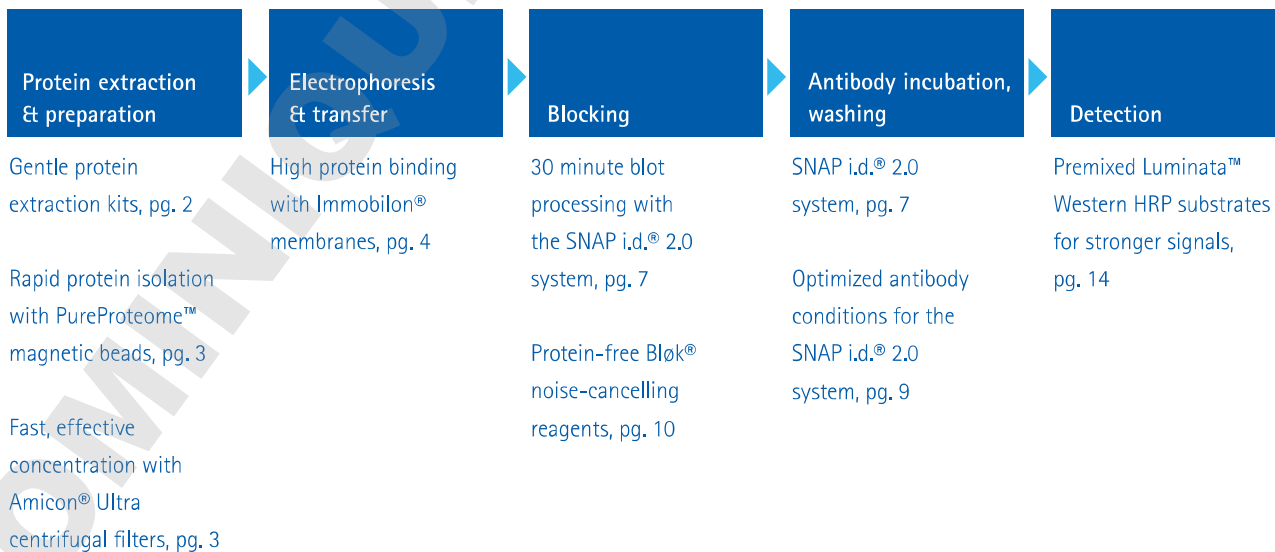 Protein extraction
& preparation
Gentle protein
extraction kits, pg. 2
Rapid protein isolation
with PureProteome™
magnetic beads, pg. 3
Fast, effective
concentration with
Amicon® Ultra
centrifugal filters, pg. 3
Electrophoresis
& transfer
High protein binding
with Immobilon®
membranes, pg. 4
Blocking
30 minute blot
processing with
the SNAP i.d.® 2.0
system, pg. 7
Protein-free Bløk®
noise-cancelling
reagents, pg. 10
Antibody incubation,
washing
SNAP i.d.® 2.0
system, pg. 7
Optimized antibody
conditions for the
SNAP i.d.® 2.0
system, pg. 9
Detection
Premixed Luminata™
Western HRP substrates
for stronger signals,
pg. 14